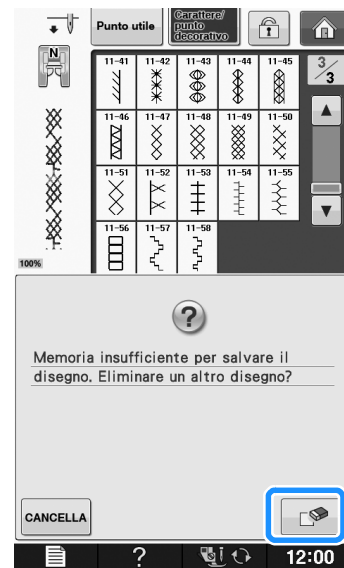 Punto utile
Carattere/
punto
decorativo
N
11-41 11-42 11-43 11-44 11-45
3/3
11-46 11-47 11-48 11-49 11-50
11-51 11-52 11-53 11-54 11-55
11-56 11-57 11-58
100%
?
Memoria insufficiente per salvare il
disegno. Eliminare un altro disegno?
CANCELLA
?
12:00